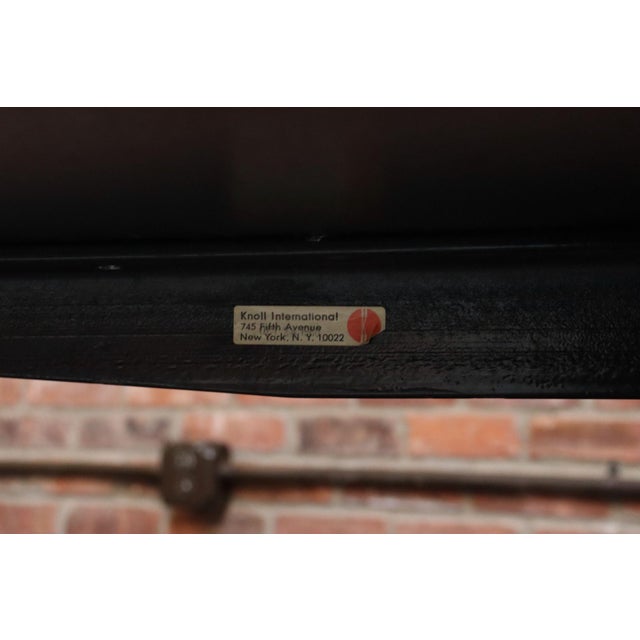 Knoll International
745 Fifth Avenue
New York, N. Y. 10022